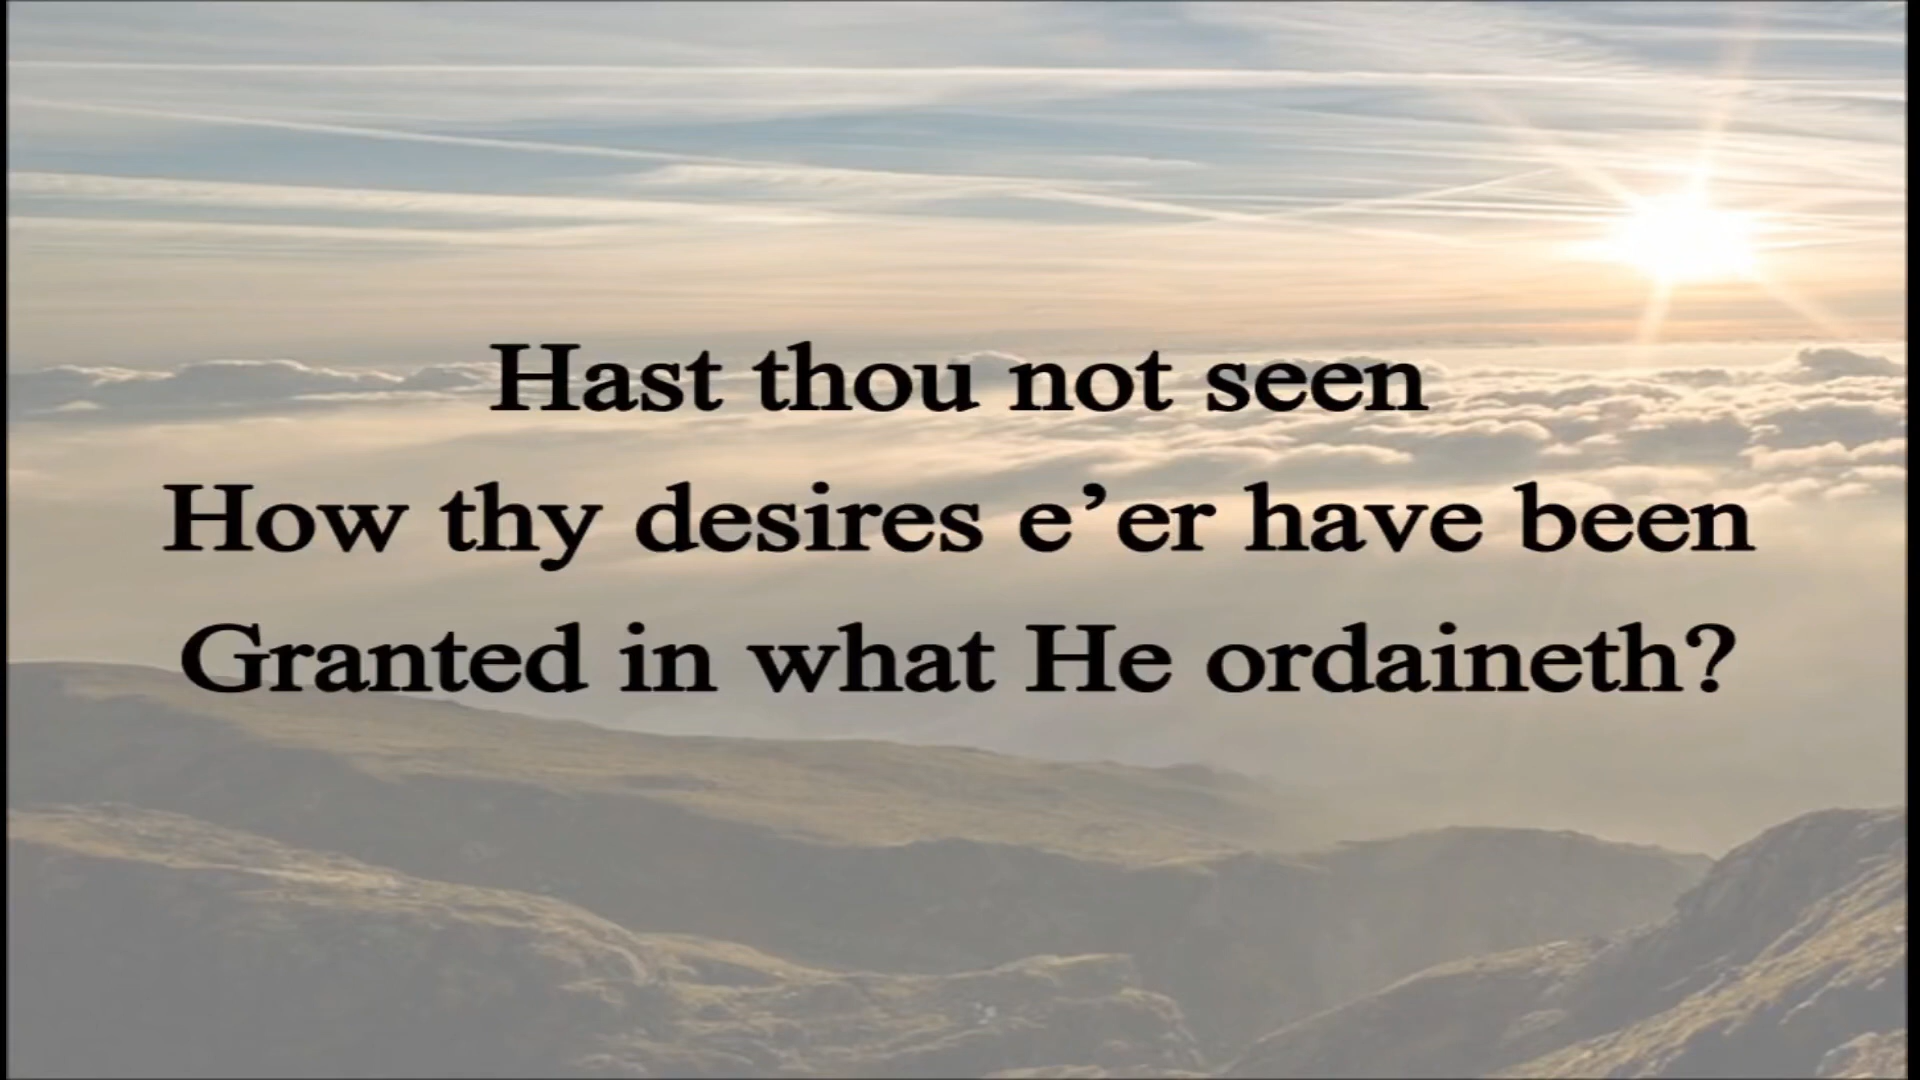 Hast thou not seen
How thy desires e’er have been
Granted in what He ordaineth?